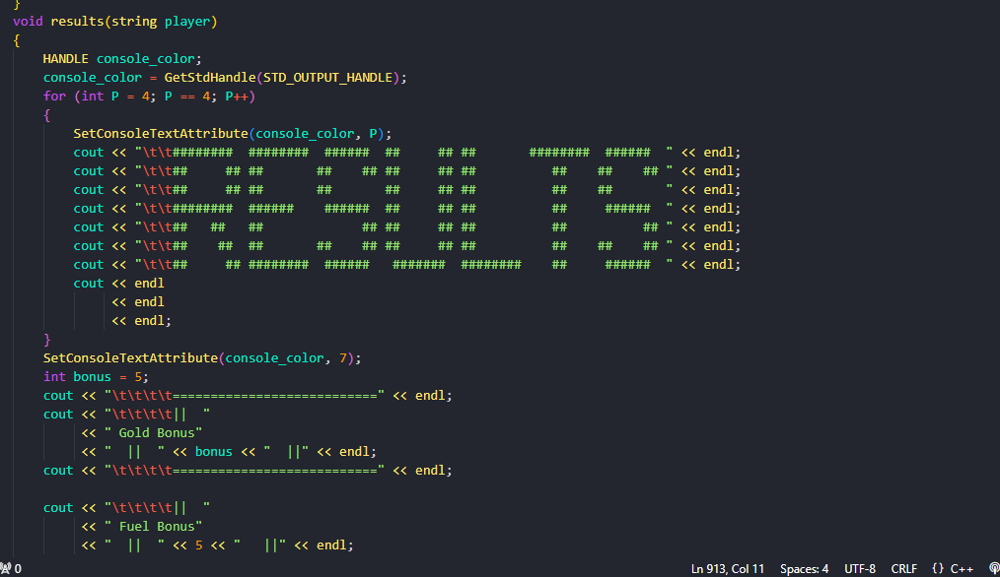 }
void results(string player)
{
    HANDLE console_color;
    console_color = GetStdHandle(STD_OUTPUT_HANDLE);
    for (int P = 4; P == 4; P++)
    {
        SetConsoleTextAttribute(console_color, P);
        cout << "\t\t########  ########  ######  ##     ## ##       ########  ######  " << endl;
        cout << "\t\t##     ## ##       ##    ## ##     ## ##          ##    ##    ## " << endl;
        cout << "\t\t##     ## ##       ##       ##     ## ##          ##    ##       " << endl;
        cout << "\t\t########  ######    ######  ##     ## ##          ##     ######  " << endl;
        cout << "\t\t##   ##   ##             ## ##     ## ##          ##          ## " << endl;
        cout << "\t\t##    ##  ##       ##    ## ##     ## ##          ##    ##    ## " << endl;
        cout << "\t\t##     ## ########  ######   #######  ########    ##     ######  " << endl;
        cout << endl
             << endl
             << endl;
    }
    SetConsoleTextAttribute(console_color, 7);
    int bonus = 5;
    cout << "\t\t\t\t===========================" << endl;
    cout << "\t\t\t\t||  "
         << " Gold Bonus"
         << "  ||  " << bonus << "  ||" << endl;
    cout << "\t\t\t\t===========================" << endl;

    cout << "\t\t\t\t||  "
         << " Fuel Bonus"
         << "  ||  " << 5 << "   ||" << endl;
0 Ln 913, Col 11 Spaces: 4 UTF-8 CRLF {} C++